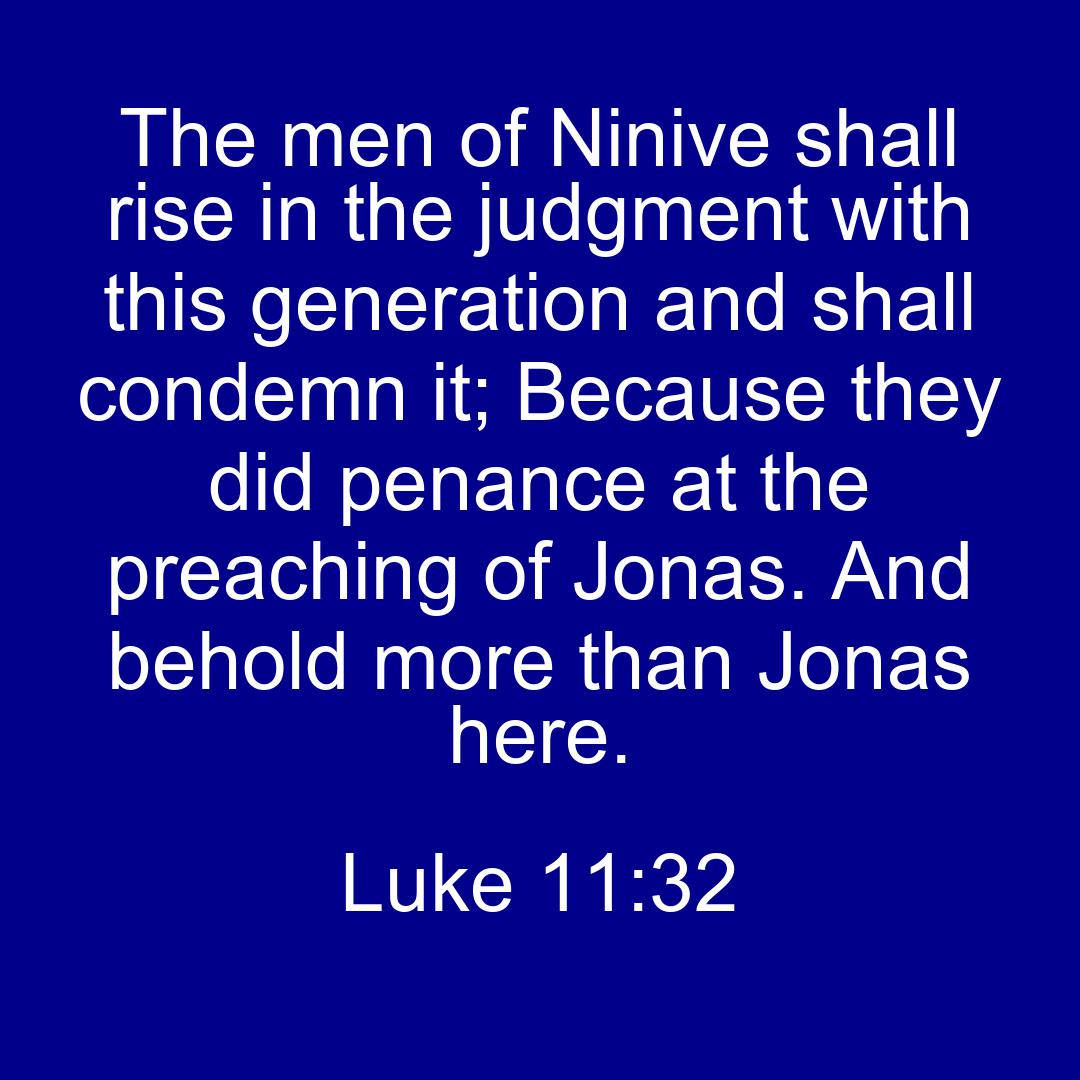 The men of Ninive shall
rise in the judgment with
this generation and shall
condemn it; Because they
did penance at the
preaching of Jonas. And
behold more than Jonas
here.
Luke 11:32